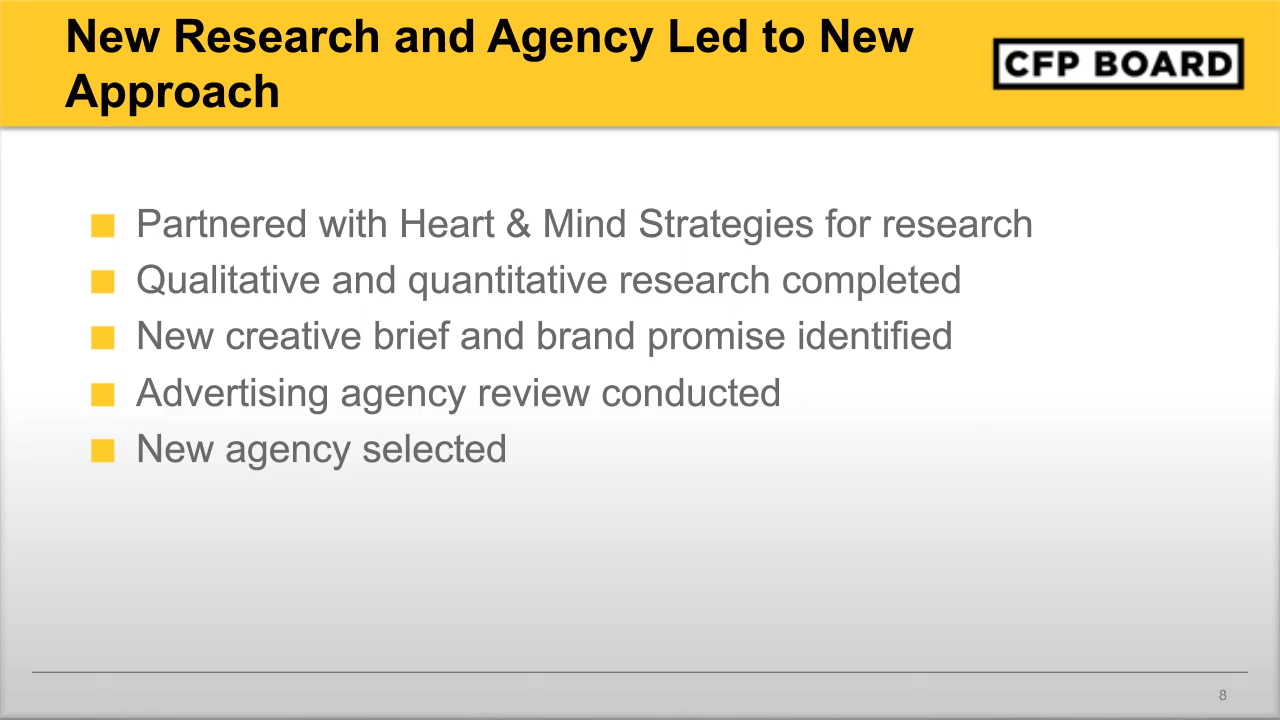 New Research and Agency Led to New
Approach
CFP BOARD
Partnered with Heart & Mind Strategies for research
Qualitative and quantitative research completed
New creative brief and brand promise identified
Advertising agency review conducted
New agency selected
8